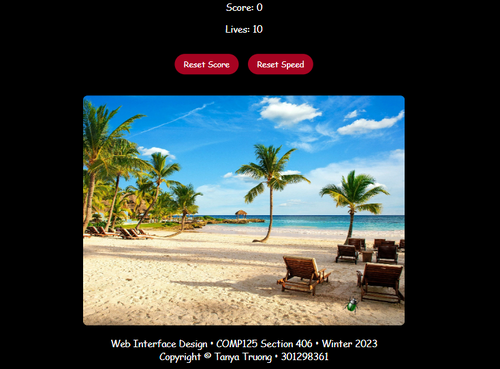 Score: 0
Lives: 10
Reset Score Reset Speed
Web Interface Design • COMP125 Section 406 • Winter 2023
Copyright © Tanya Truong • 301298361